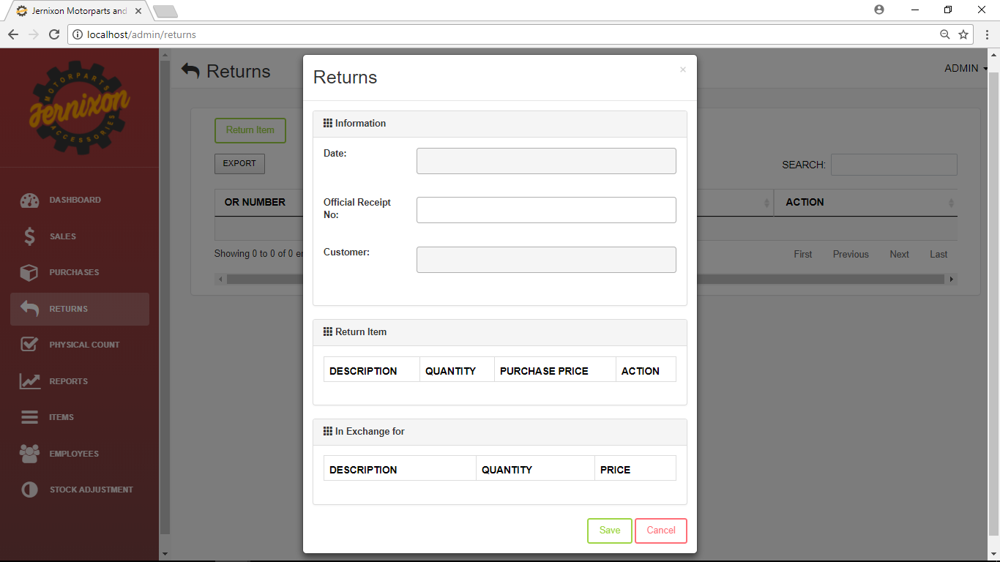 Jernixon Motorparts and
localhost/admin/returns
MOTORPARTS
Jernixon
ACCESSORIES
DASHBOARD
SALES
PURCHASES
RETURNS
PHYSICAL COUNT
REPORTS
ITEMS
EMPLOYEES
STOCK ADJUSTMENT
Returns
ADMIN
Return Item
EXPORT
SEARCH:
OR NUMBER
ACTION
Showing 0 to 0 of 0 en
First Previous Next Last
Returns
×
Information
Date:
Official Receipt
No:
Customer:
Return Item
DESCRIPTION QUANTITY PURCHASE PRICE ACTION
In Exchange for
DESCRIPTION QUANTITY PRICE
Save Cancel